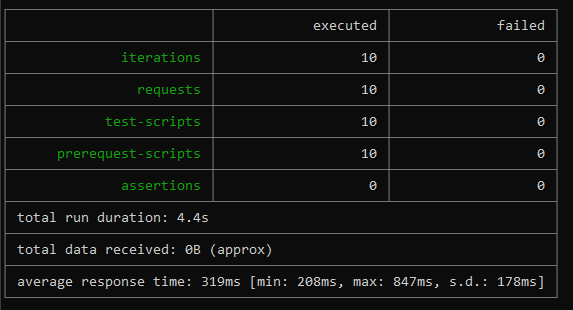 executed failed
iterations 10 0
requests 10 0
test-scripts 10 0
prerequest-scripts 10 0
assertions 0 0
total run duration: 4.4s
total data received: 0B (approx)
average response time: 319ms [min: 208ms, max: 847ms, s.d.: 178ms]